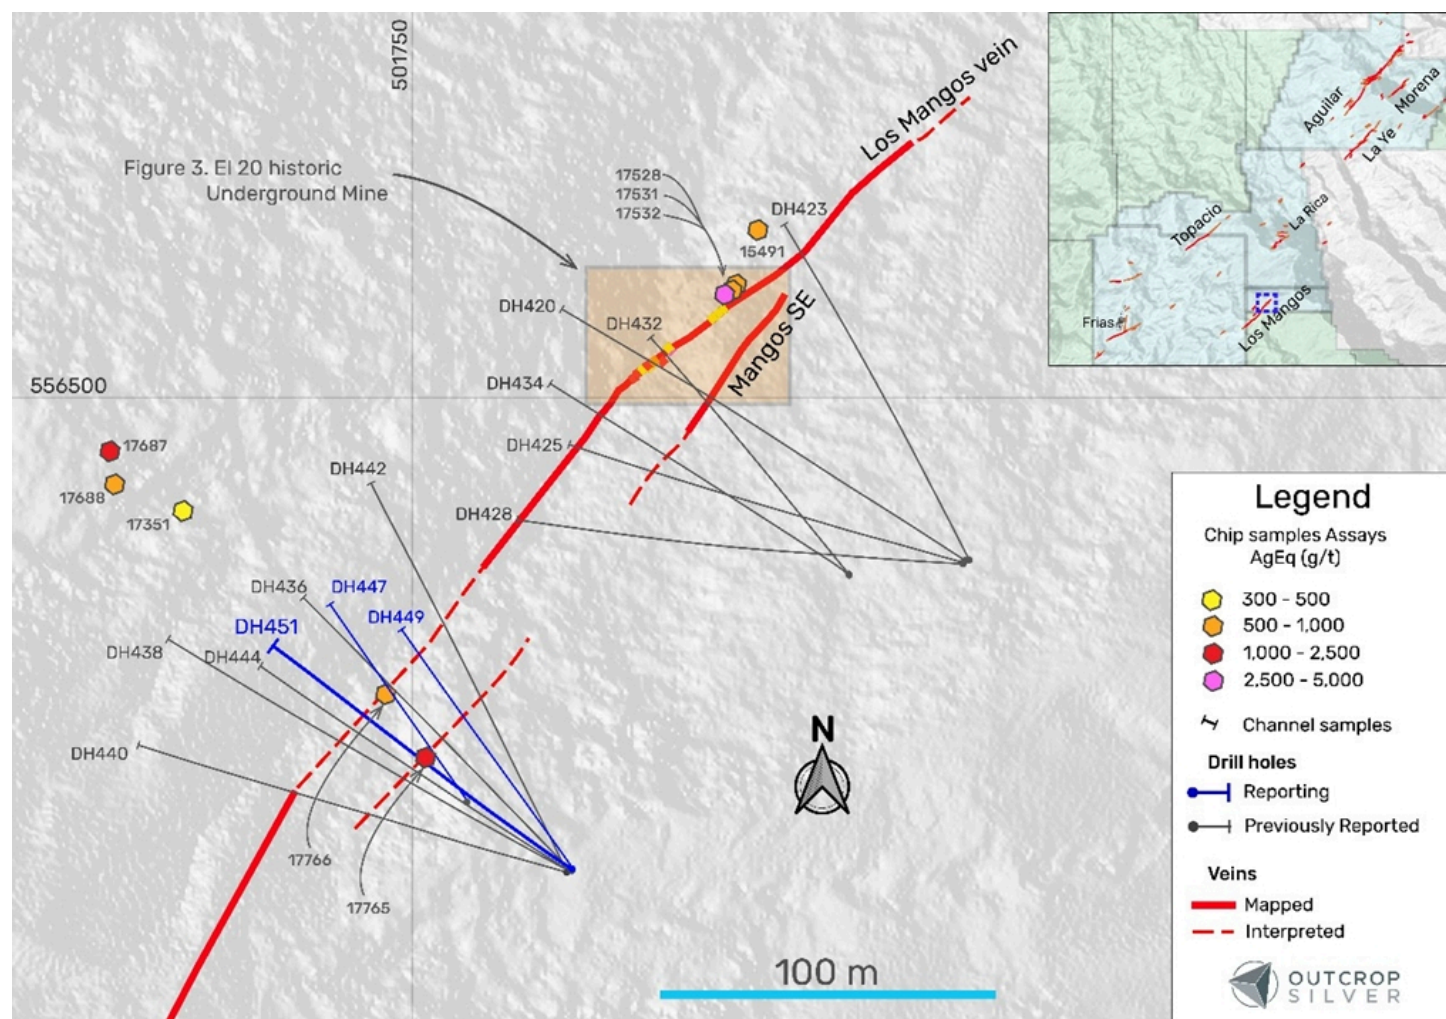 501750
Los Mangos vein
Figure 3. El 20 historic
Underground Mine
17528
17531
17532
DH423
15491
DH420
DH432
Mangos SE
DH434
556500
DH425
17687
DH442
17688
17351
DH428
DH436
DH447
DH449
DH451
DH438
DH444
DH440
17766
17765
N
100 m
Aguilar
Morena
La Ye
La Rica
Topacio
Frias
Los Mangos
Legend
Chip samples Assays
AgEq (g/t)
300 - 500
500 - 1,000
1,000 - 2,500
2,500 - 5,000
Channel samples
Drill holes
Reporting
Previously Reported
Veins
Mapped
Interpreted
OUTCROP
SILVER